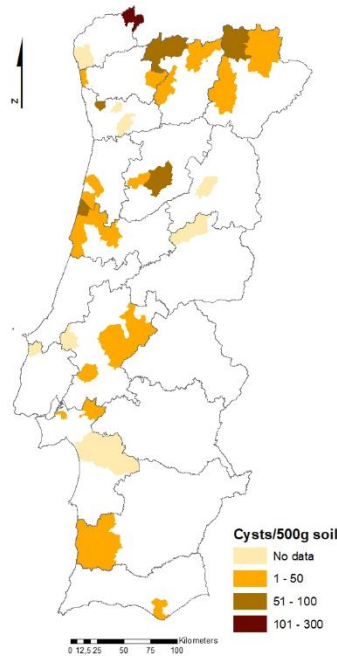 N
Cysts/500g soil
No data
1 - 50
51 - 100
101 - 300
Kilometers
0 12,5 25 50 75 100